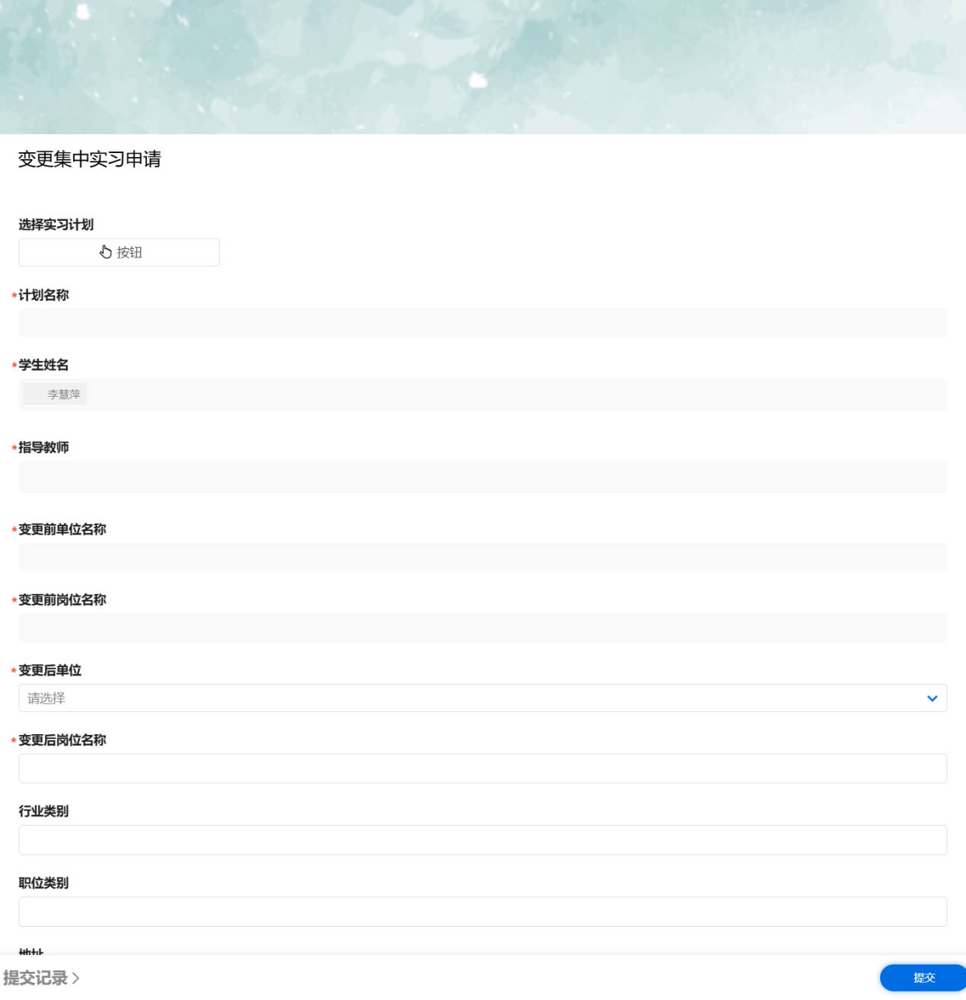 变更集中实习申请
选择实习计划
按钮
*计划名称
*学生姓名
李慧萍
*指导教师
*变更前单位名称
*变更前岗位名称
*变更后单位
请选择
*变更后岗位名称
行业类别
职位类别
地址
提交记录
提交